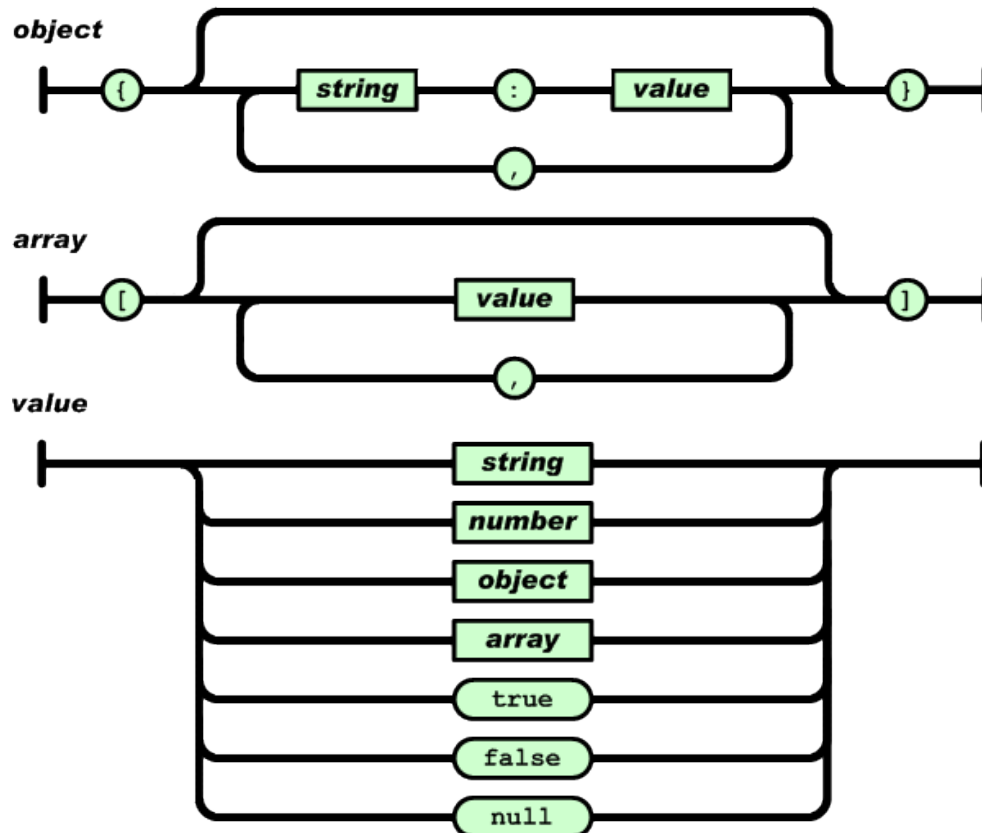 object
{ string : value }
,
array
[ value ]
,
value
string
number
object
array
true
false
null